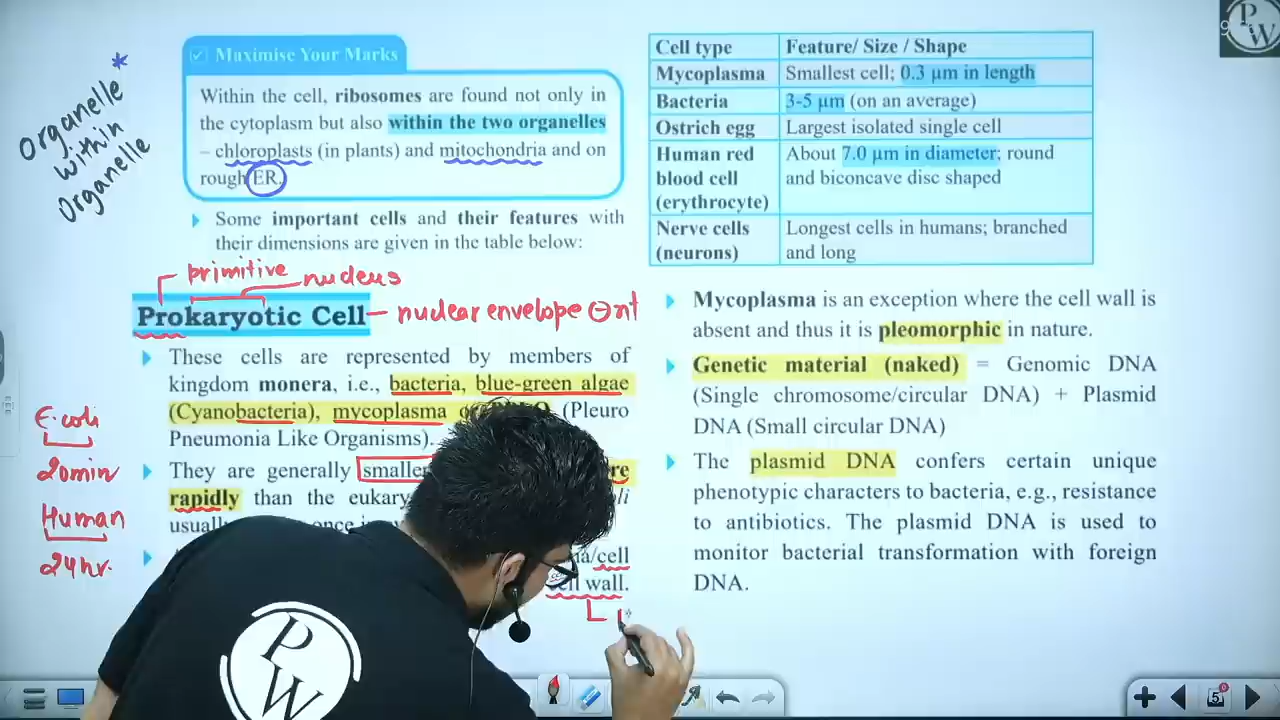 Maximise Your Marks
Within the cell, ribosomes are found not only in
the cytoplasm but also within the two organelles
– chloroplasts (in plants) and mitochondria and on
rough ER.
Organelle *
within
Organelle
Some important cells and their features with
their dimensions are given in the table below:
primitive nucleus
Prokaryotic Cell – nuclear envelope ⊖nt
These cells are represented by members of
kingdom monera, i.e., bacteria, blue-green algae
(Cyanobacteria), mycoplasma (Pleuro
Pneumonia Like Organisms).
They are generally smaller re
rapidly than the eukary li
usually once
/cell
cell wall.
E.coli
20min
Human
24hr.
Cell type Feature/ Size / Shape
Mycoplasma Smallest cell; 0.3 µm in length
Bacteria 3-5 µm (on an average)
Ostrich egg Largest isolated single cell
Human red blood cell (erythrocyte) About 7.0 µm in diameter; round and biconcave disc shaped
Nerve cells (neurons) Longest cells in humans; branched and long
Mycoplasma is an exception where the cell wall is
absent and thus it is pleomorphic in nature.
Genetic material (naked) = Genomic DNA
(Single chromosome/circular DNA) + Plasmid
DNA (Small circular DNA)
The plasmid DNA confers certain unique
phenotypic characters to bacteria, e.g., resistance
to antibiotics. The plasmid DNA is used to
monitor bacterial transformation with foreign
DNA.
PW
PW
5